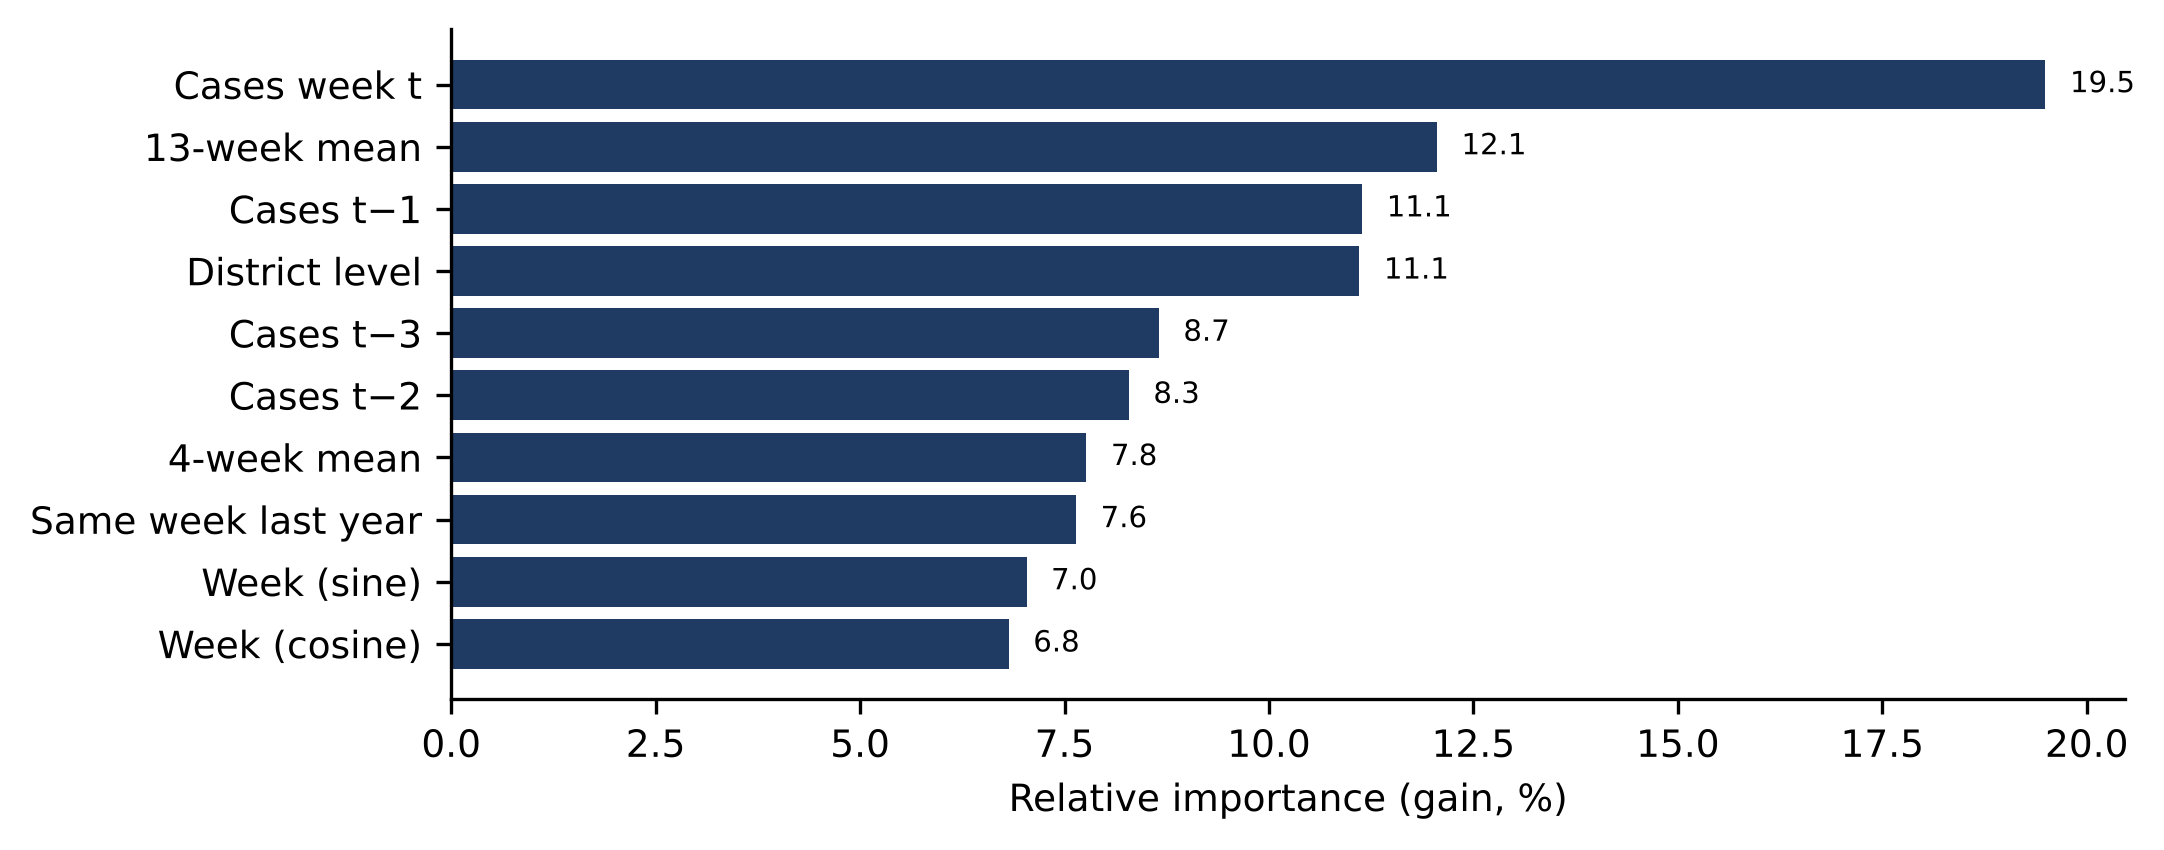 Cases week t 19.5
13-week mean 12.1
Cases t−1 11.1
District level 11.1
Cases t−3 8.7
Cases t−2 8.3
4-week mean 7.8
Same week last year 7.6
Week (sine) 7.0
Week (cosine) 6.8
0.0 2.5 5.0 7.5 10.0 12.5 15.0 17.5 20.0
Relative importance (gain, %)